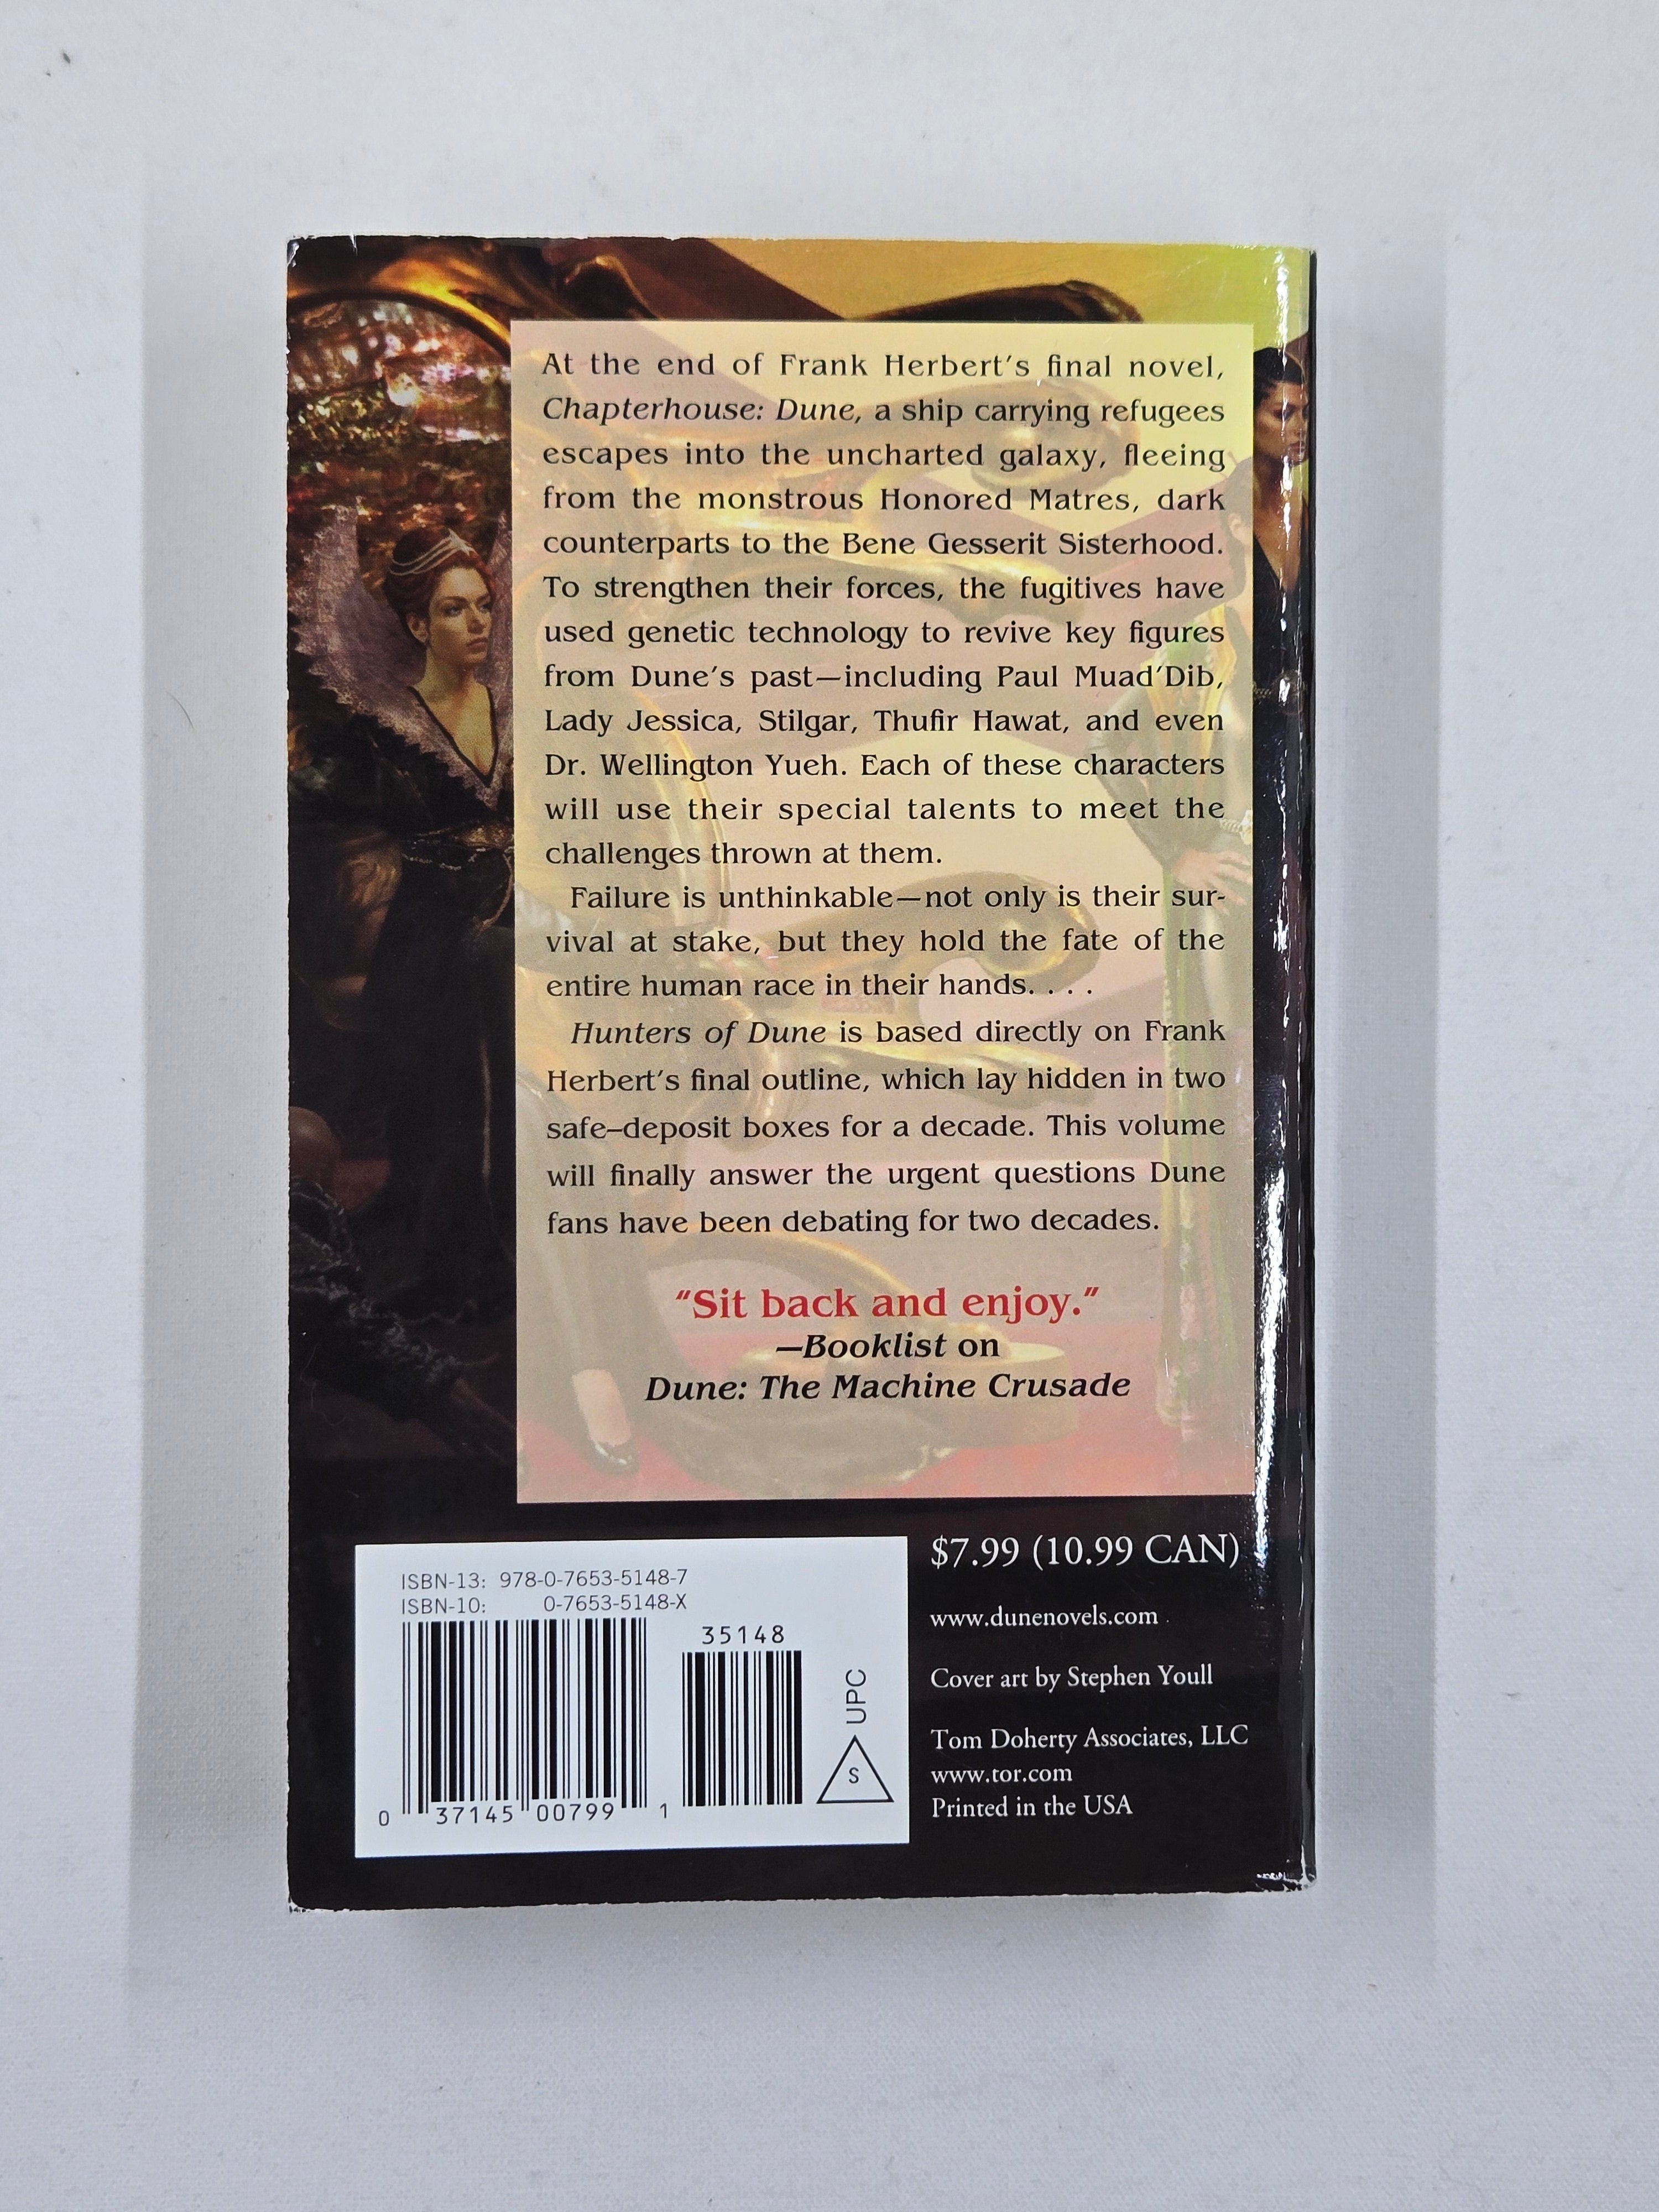 At the end of Frank Herbert's final novel,
Chapterhouse: Dune, a ship carrying refugees
escapes into the uncharted galaxy, fleeing
from the monstrous Honored Matres, dark
counterparts to the Bene Gesserit Sisterhood.
To strengthen their forces, the fugitives have
used genetic technology to revive key figures
from Dune's past—including Paul Muad'Dib,
Lady Jessica, Stilgar, Thufir Hawat, and even
Dr. Wellington Yueh. Each of these characters
will use their special talents to meet the
challenges thrown at them.
Failure is unthinkable—not only is their sur-
vival at stake, but they hold the fate of the
entire human race in their hands. . . .
Hunters of Dune is based directly on Frank
Herbert's final outline, which lay hidden in two
safe–deposit boxes for a decade. This volume
will finally answer the urgent questions Dune
fans have been debating for two decades.
"Sit back and enjoy."
—Booklist on
Dune: The Machine Crusade
ISBN-13: 978-0-7653-5148-7
ISBN-10: 0-7653-5148-X
35148
UPC
S
0 37145 00799 1
$7.99 (10.99 CAN)
www.dunenovels.com
Cover art by Stephen Youll
Tom Doherty Associates, LLC
www.tor.com
Printed in the USA